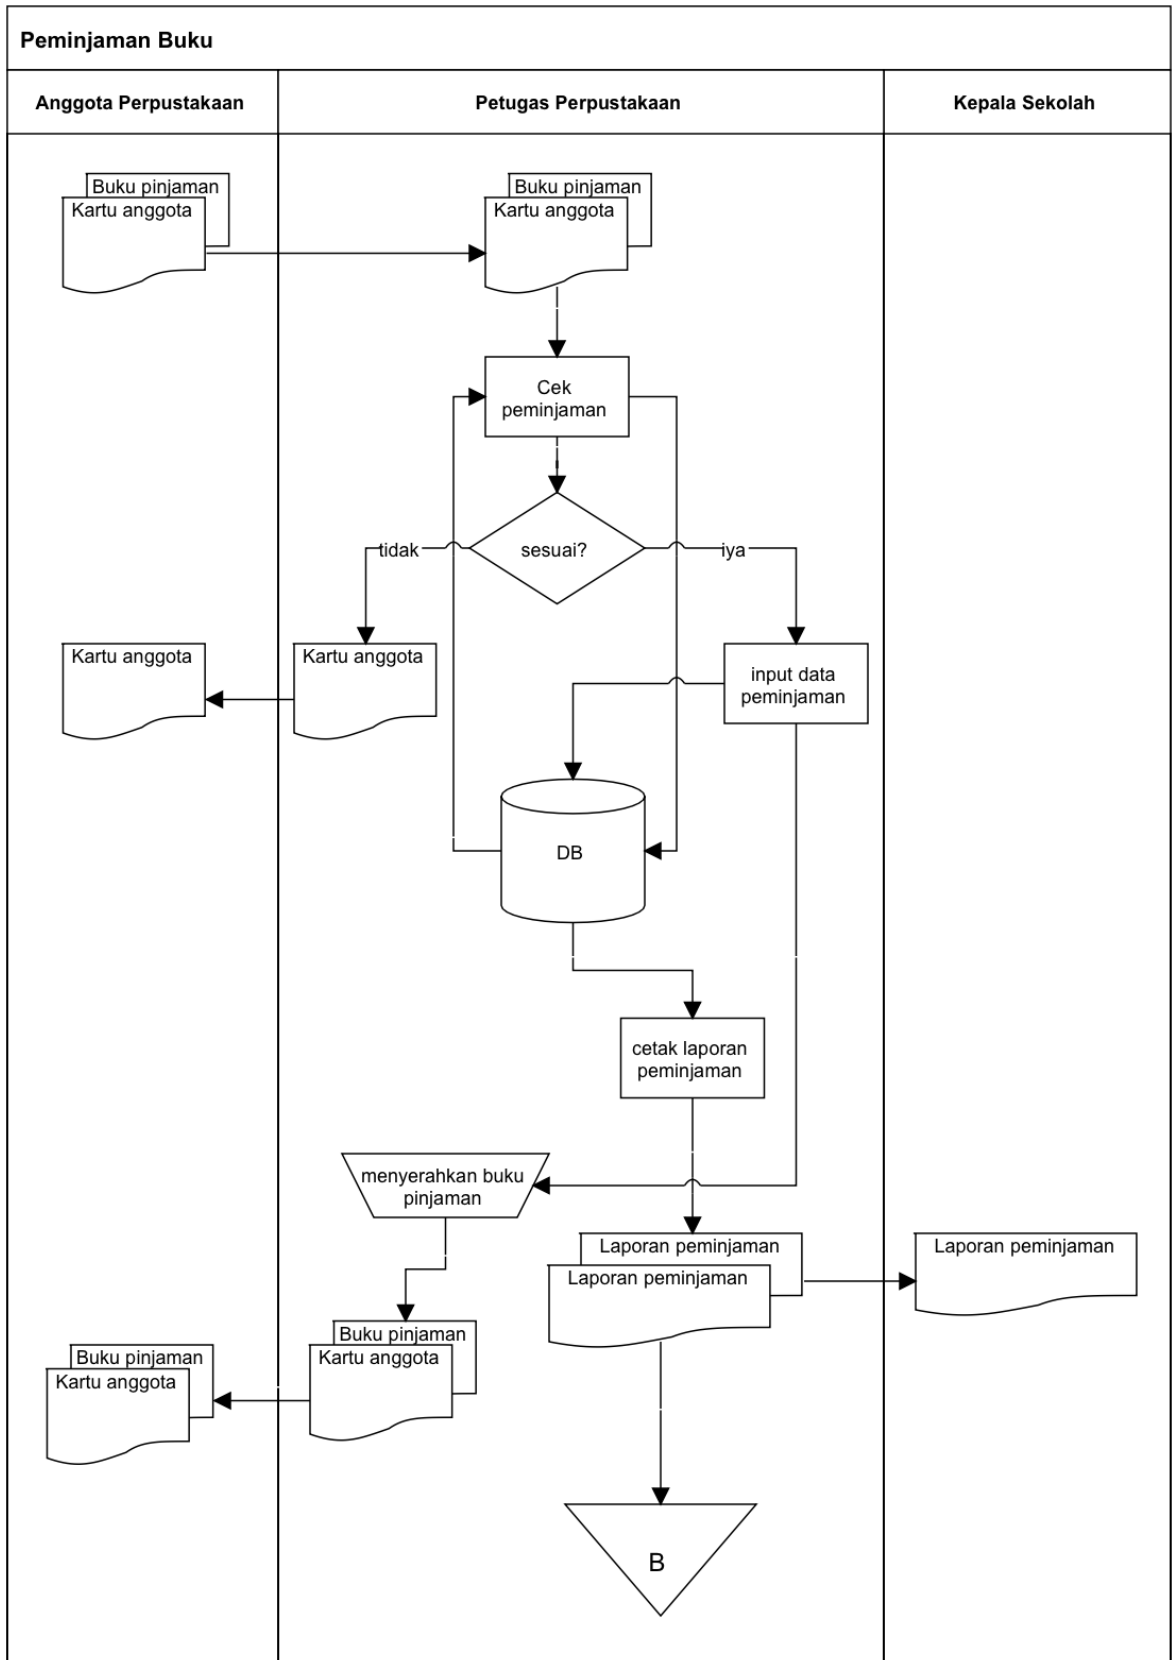 Peminjaman Buku
Anggota Perpustakaan
Petugas Perpustakaan
Kepala Sekolah
Buku pinjaman
Kartu anggota
Buku pinjaman
Kartu anggota
Cek
peminjaman
sesuai?
tidak
iya
Kartu anggota
Kartu anggota
input data
peminjaman
DB
cetak laporan
peminjaman
menyerahkan buku
pinjaman
Laporan peminjaman
Laporan peminjaman
Laporan peminjaman
Buku pinjaman
Kartu anggota
Buku pinjaman
Kartu anggota
B